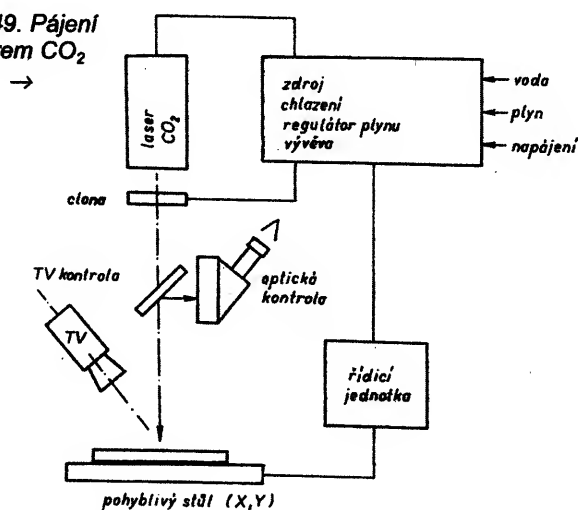 49. Pájení
rem CO₂
→
laser
CO₂
zdroj
chlazení
regulátor plynu
vývěva
voda
plyn
napájení
clona
TV kontrola
TV
optická
kontrola
řídicí
jednotka
pohyblivý stůl (X,Y)